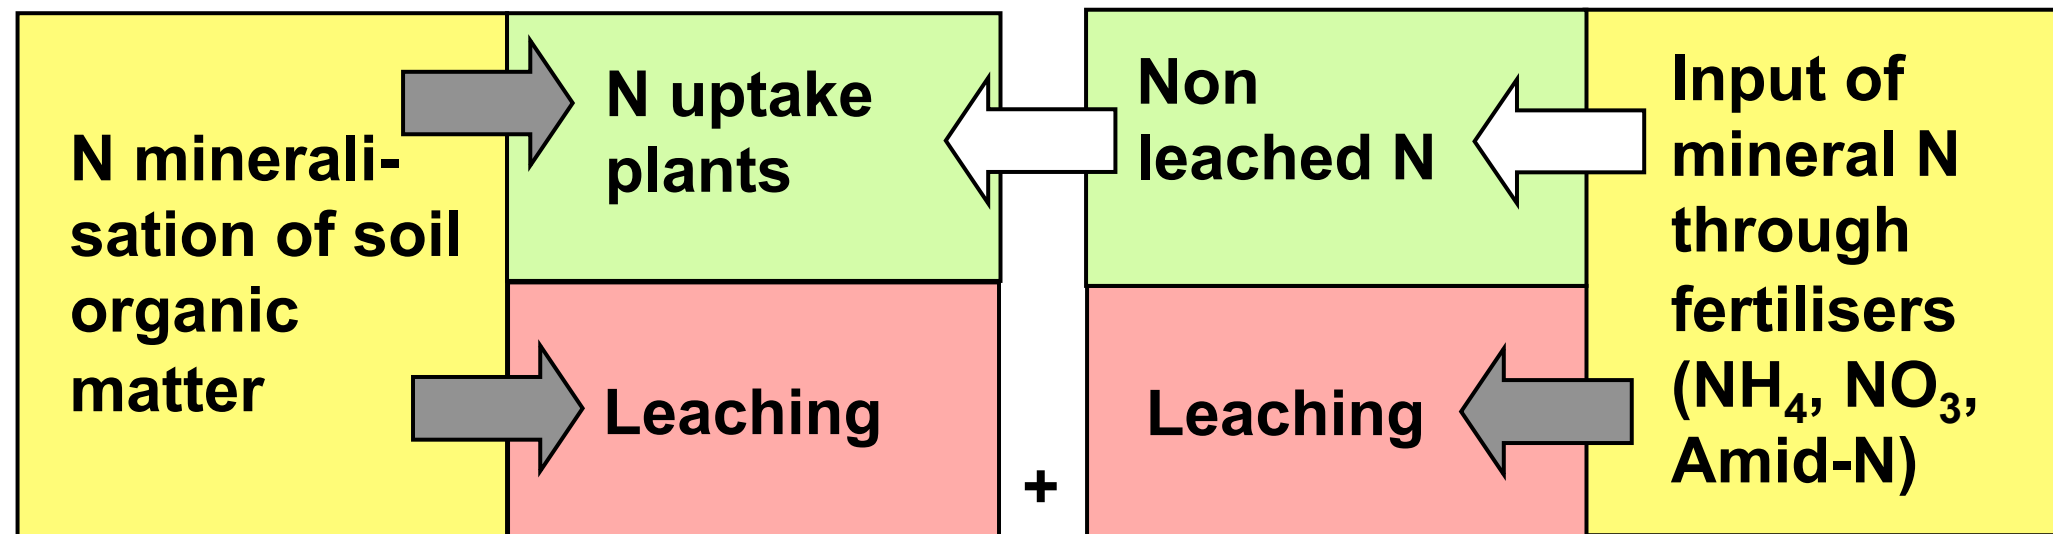 N minerali-
sation of soil
organic
matter
N uptake
plants
Leaching
+
Non
leached N
Leaching
Input of
mineral N
through
fertilisers
(NH₄, NO₃,
Amid-N)